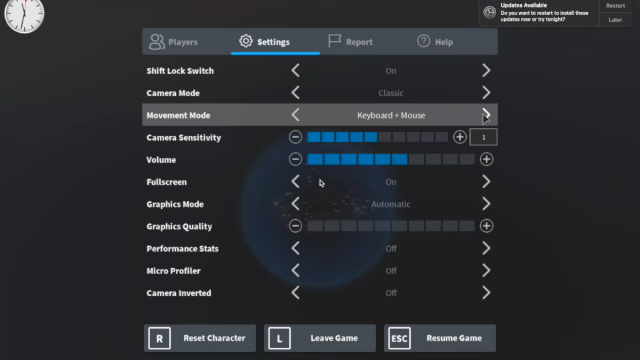 Updates Available
Do you want to restart to install these
updates now or try tonight?
Restart
Later
Players
Settings
Report
Help
Shift Lock Switch
On
Camera Mode
Classic
Movement Mode
Keyboard + Mouse
Camera Sensitivity
1
Volume
Fullscreen
On
Graphics Mode
Automatic
Graphics Quality
Performance Stats
Off
Micro Profiler
Off
Camera Inverted
Off
R
Reset Character
L
Leave Game
ESC
Resume Game